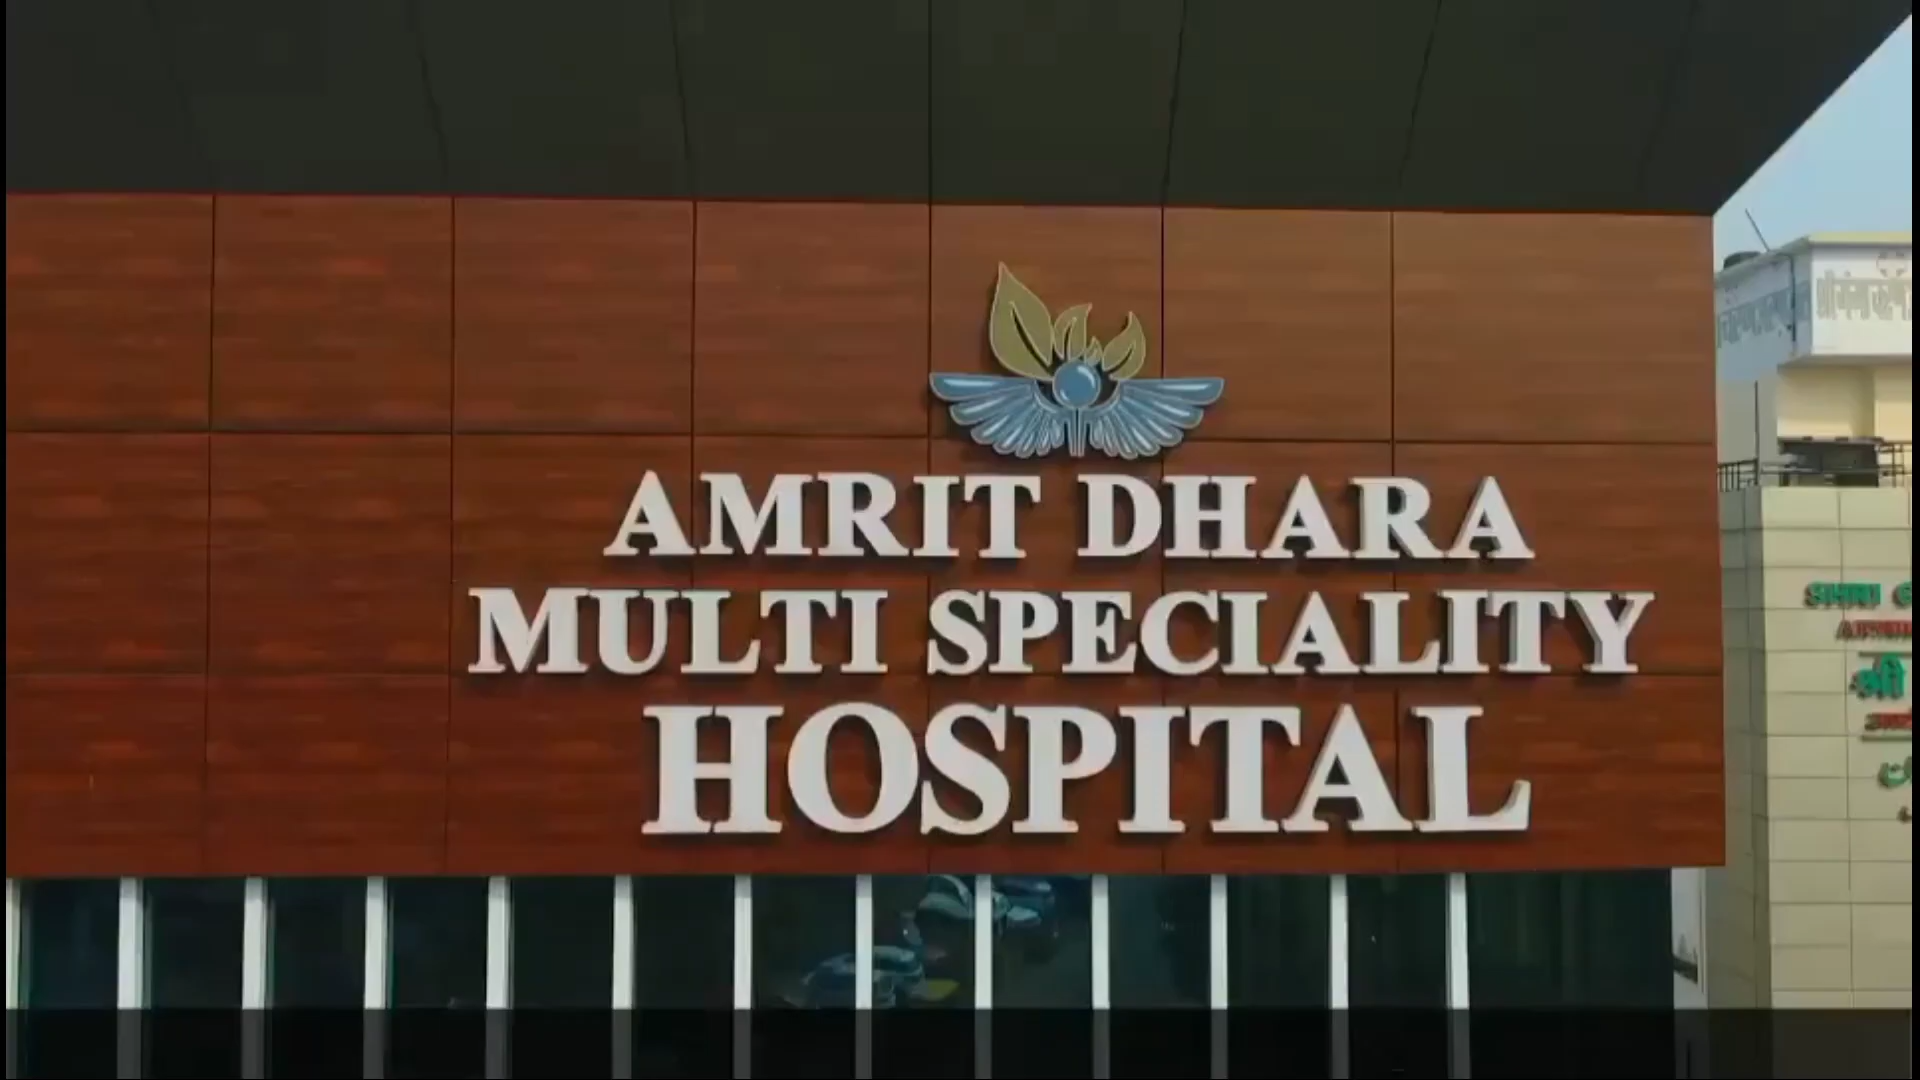 AMRIT DHARA
MULTI SPECIALITY
HOSPITAL
श्री